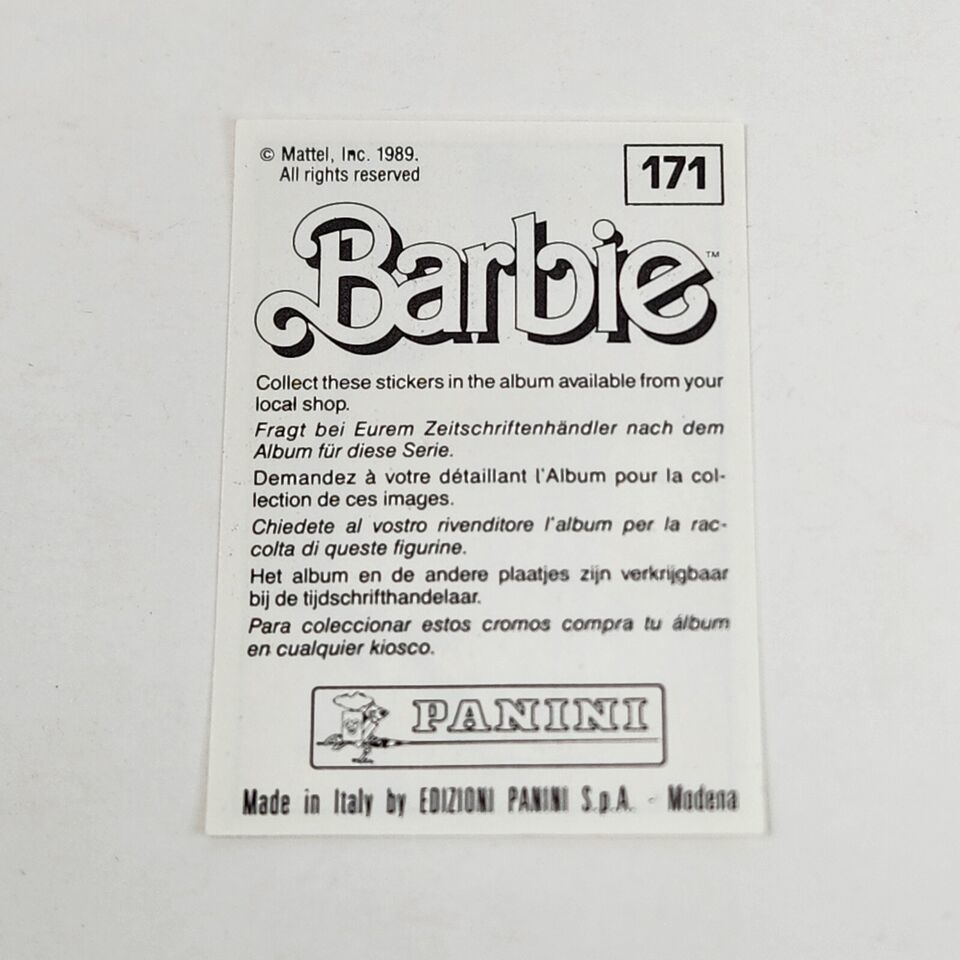 © Mattel, Inc. 1989.
All rights reserved
171
Barbie™
Collect these stickers in the album available from your
local shop.
Fragt bei Eurem Zeitschriftenhändler nach dem
Album für diese Serie.
Demandez à votre détaillant l'Album pour la col-
lection de ces images.
Chiedete al vostro rivenditore l'album per la rac-
colta di queste figurine.
Het album en de andere plaatjes zijn verkrijgbaar
bij de tijdschrifthandelaar.
Para coleccionar estos cromos compra tu álbum
en cualquier kiosco.
PANINI
Made in Italy by EDIZIONI PANINI S.p.A. - Modena